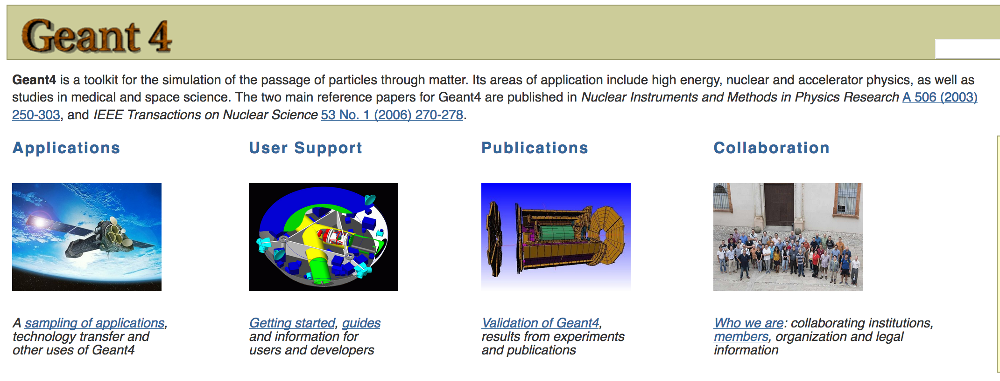 Geant 4
Geant4 is a toolkit for the simulation of the passage of particles through matter. Its areas of application include high energy, nuclear and accelerator physics, as well as
studies in medical and space science. The two main reference papers for Geant4 are published in Nuclear Instruments and Methods in Physics Research A 506 (2003)
250-303, and IEEE Transactions on Nuclear Science 53 No. 1 (2006) 270-278.
Applications
User Support
Publications
Collaboration
A sampling of applications,
technology transfer and
other uses of Geant4
Getting started, guides
and information for
users and developers
Validation of Geant4,
results from experiments
and publications
Who we are: collaborating institutions,
members, organization and legal
information